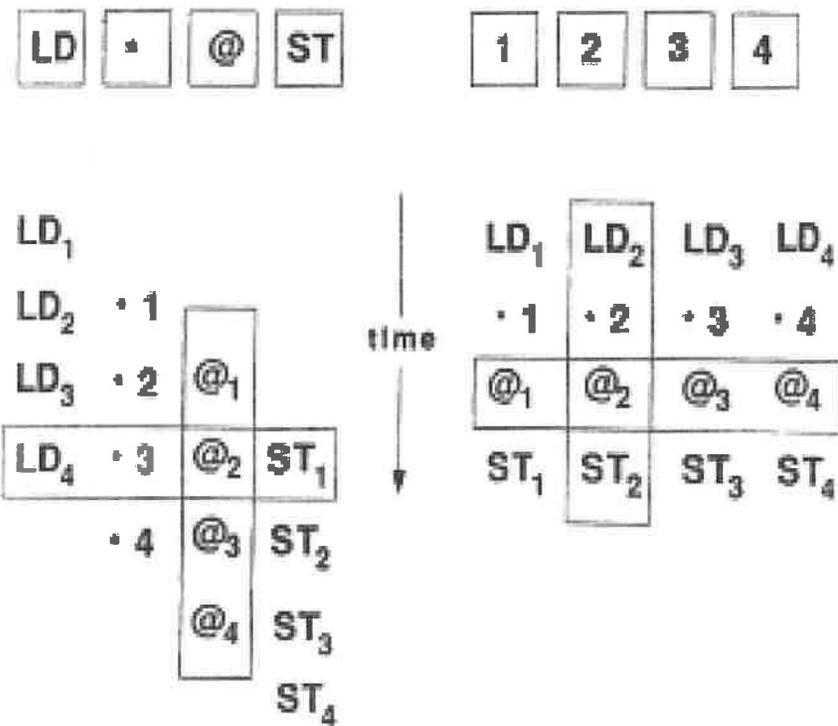 LD * @ ST
1 2 3 4
LD₁
LD₂ * 1
LD₃ * 2 @₁
LD₄ * 3 @₂ ST₁
* 4 @₃ ST₂
@₄ ST₃
ST₄
time
LD₁ LD₂ LD₃ LD₄
* 1 * 2 * 3 * 4
@₁ @₂ @₃ @₄
ST₁ ST₂ ST₃ ST₄